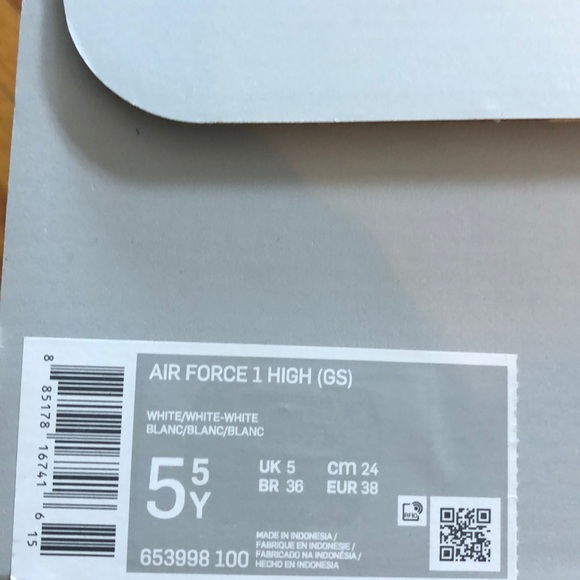 AIR FORCE 1 HIGH (GS)
WHITE/WHITE-WHITE
BLANC/BLANC/BLANC
5 5 Y
UK 5 cm 24
BR 36 EUR 38
653998 100
MADE IN INDONESIA /
FABRIQUE EN INDONESIE /
FABRICADO NA INDONÉSIA /
HECHO EN INDONESIA
RFID
8 85178 16741 6 15